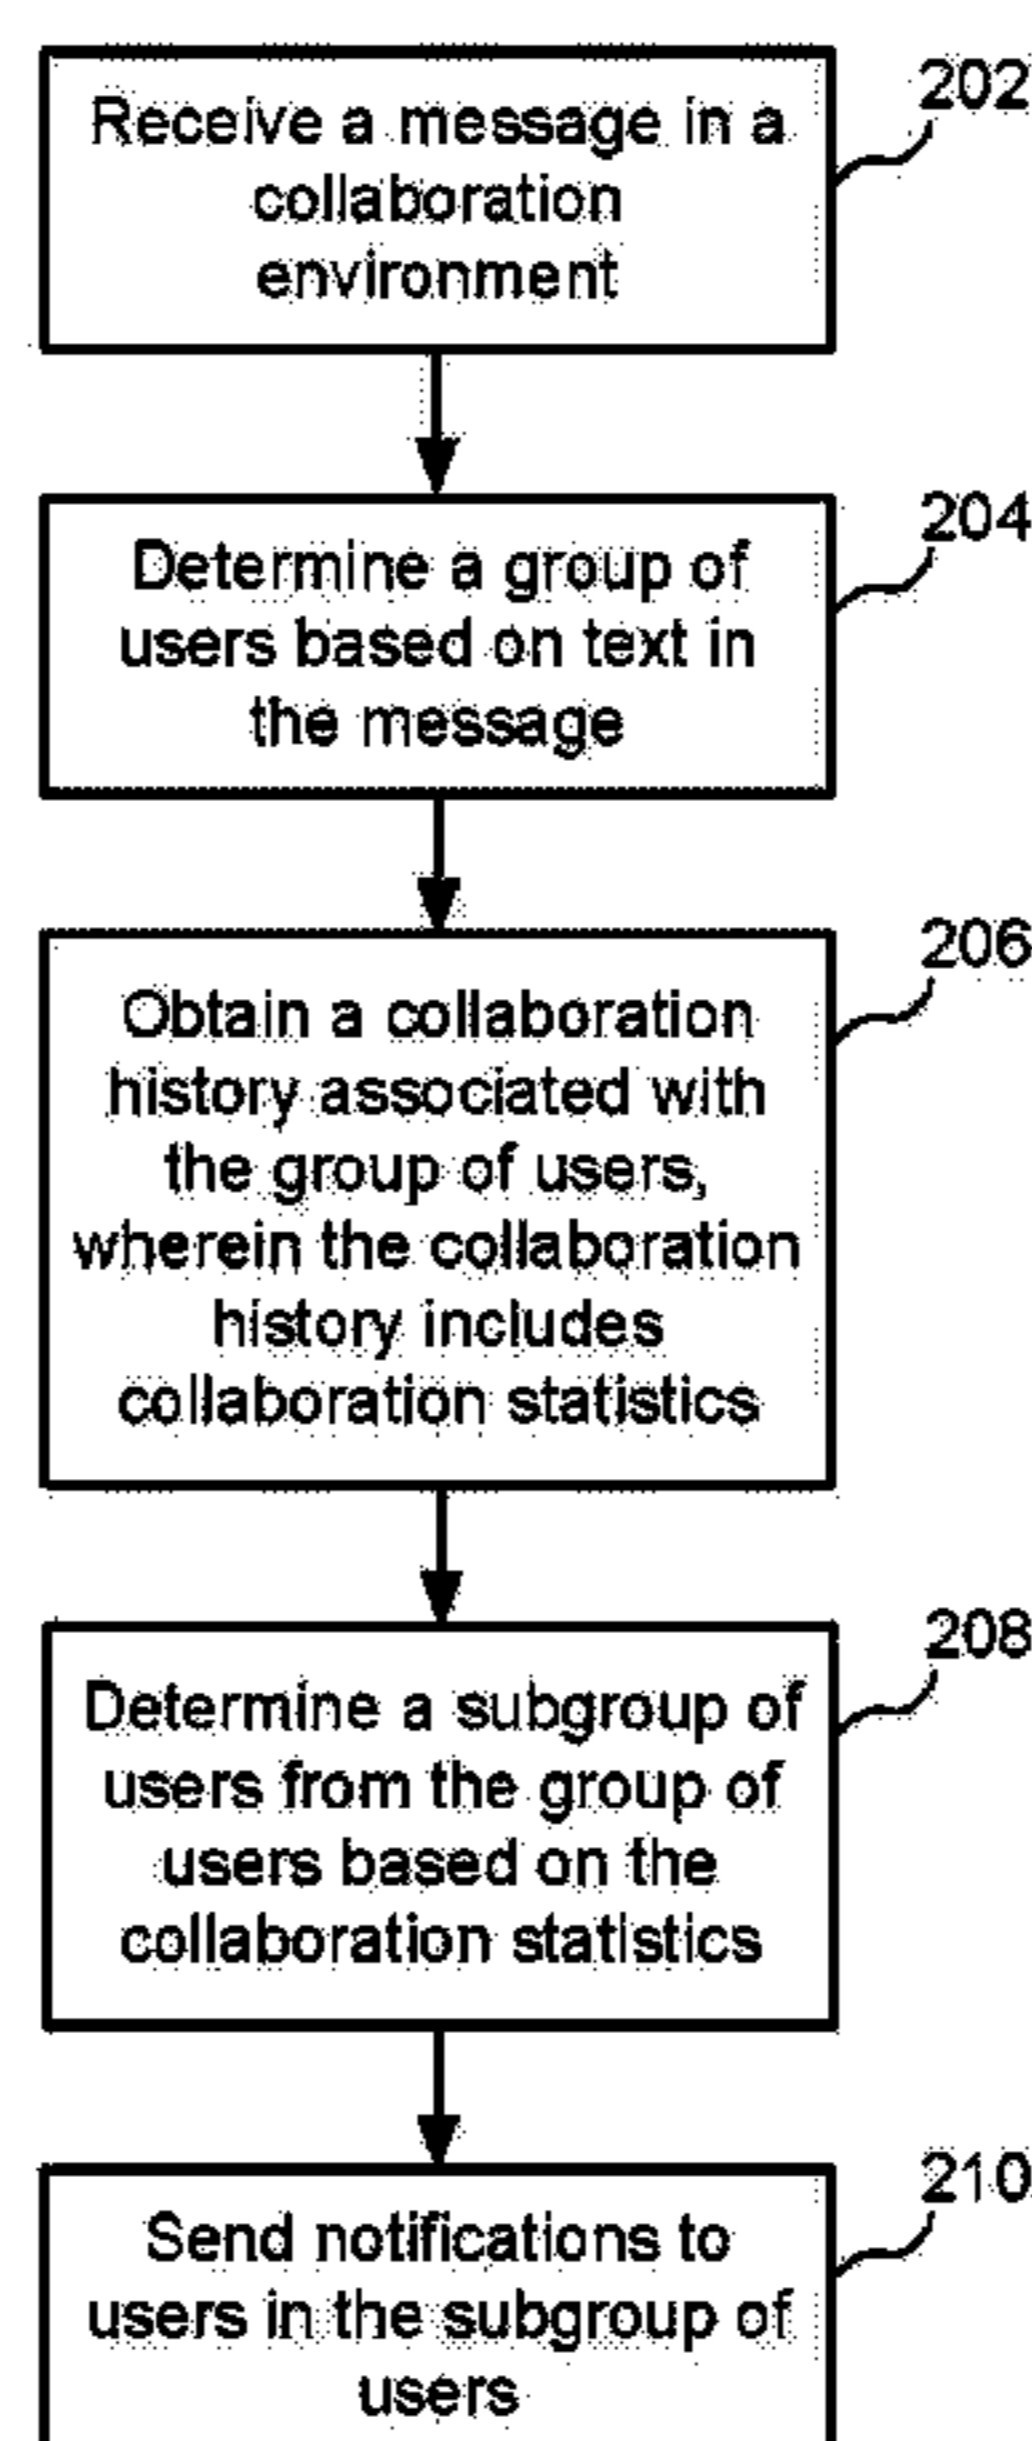 202
Receive a message in a
collaboration
environment
204
Determine a group of
users based on text in
the message
206
Obtain a collaboration
history associated with
the group of users,
wherein the collaboration
history includes
collaboration statistics
208
Determine a subgroup of
users from the group of
users based on the
collaboration statistics
210
Send notifications to
users in the subgroup of
users